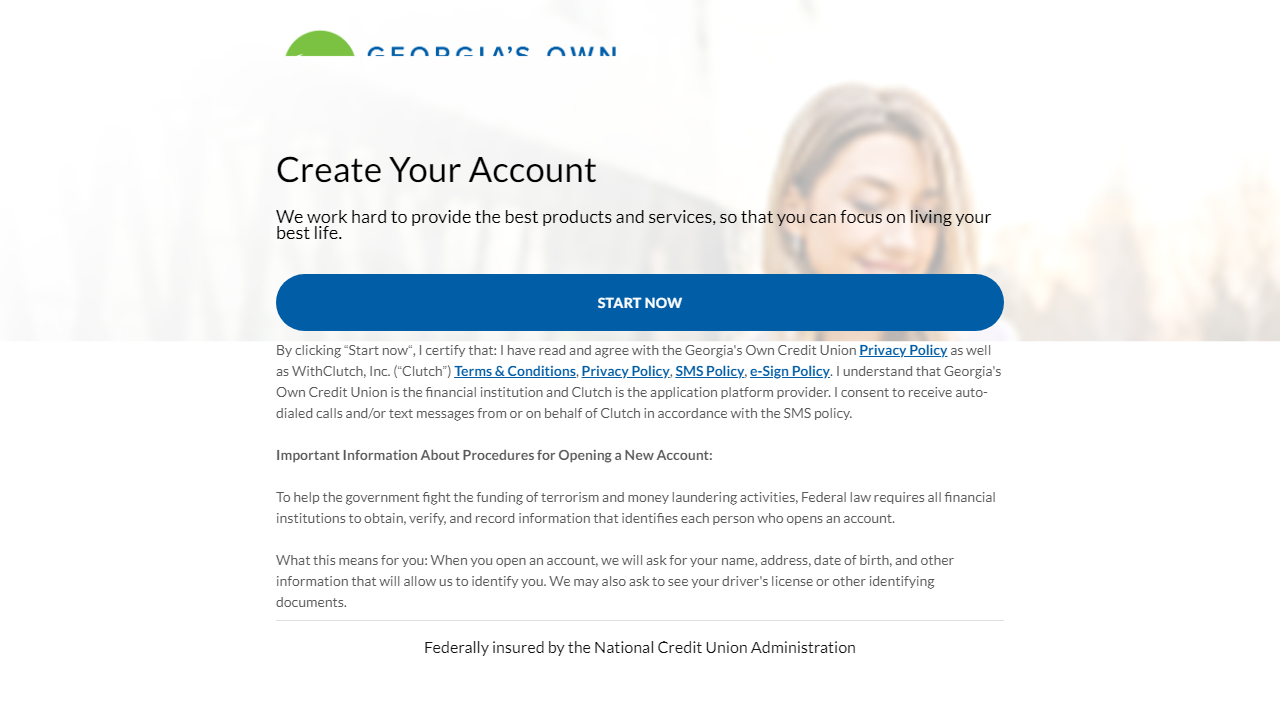 GEORGIA'S OWN
Create Your Account
We work hard to provide the best products and services, so that you can focus on living your
best life.
START NOW
By clicking “Start now“, I certify that: I have read and agree with the Georgia's Own Credit Union Privacy Policy as well
as WithClutch, Inc. (“Clutch”) Terms & Conditions, Privacy Policy, SMS Policy, e-Sign Policy. I understand that Georgia's
Own Credit Union is the financial institution and Clutch is the application platform provider. I consent to receive auto-
dialed calls and/or text messages from or on behalf of Clutch in accordance with the SMS policy.
Important Information About Procedures for Opening a New Account:
To help the government fight the funding of terrorism and money laundering activities, Federal law requires all financial
institutions to obtain, verify, and record information that identifies each person who opens an account.
What this means for you: When you open an account, we will ask for your name, address, date of birth, and other
information that will allow us to identify you. We may also ask to see your driver's license or other identifying
documents.
Federally insured by the National Credit Union Administration